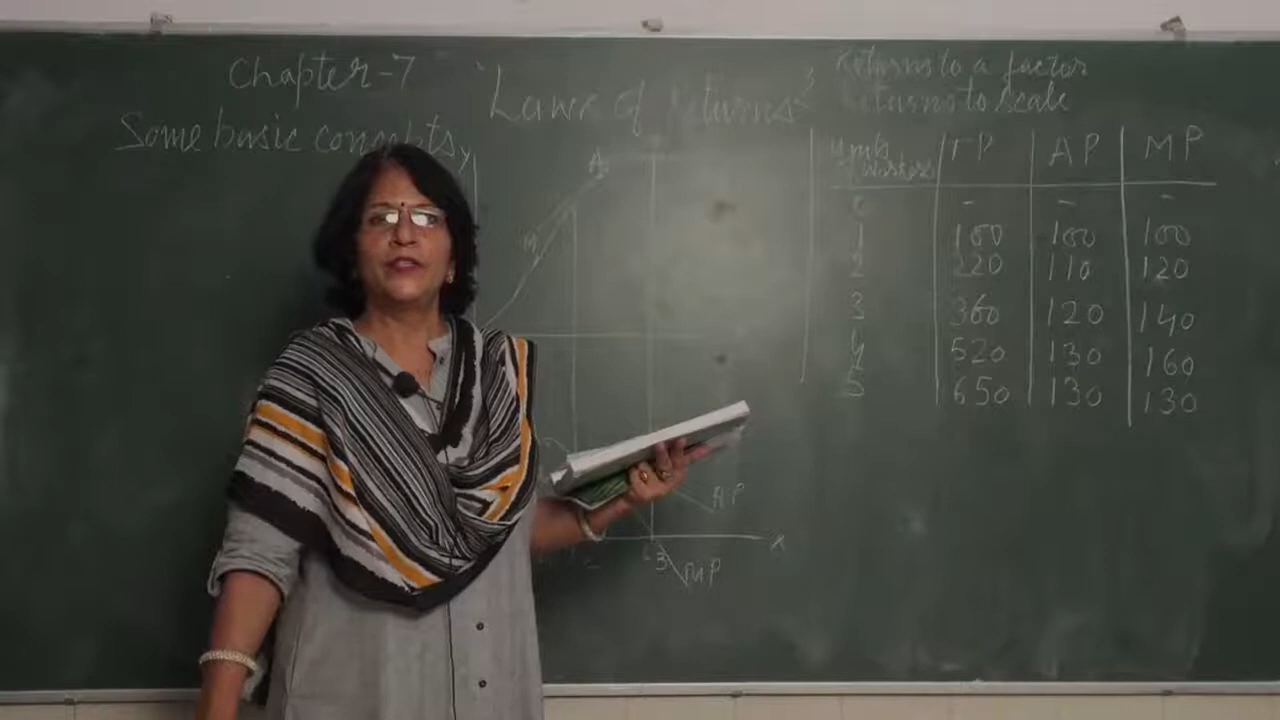 Chapter-7
Some basic concepts
"Laws of Returns"
Returns to a factor
Returns to scale
Units Workers TP AP MP
0 - - -
1 100 100 100
2 220 110 120
3 360 120 140
4 520 130 160
5 650 130 130
Y
A
M
AP
X
B
MP